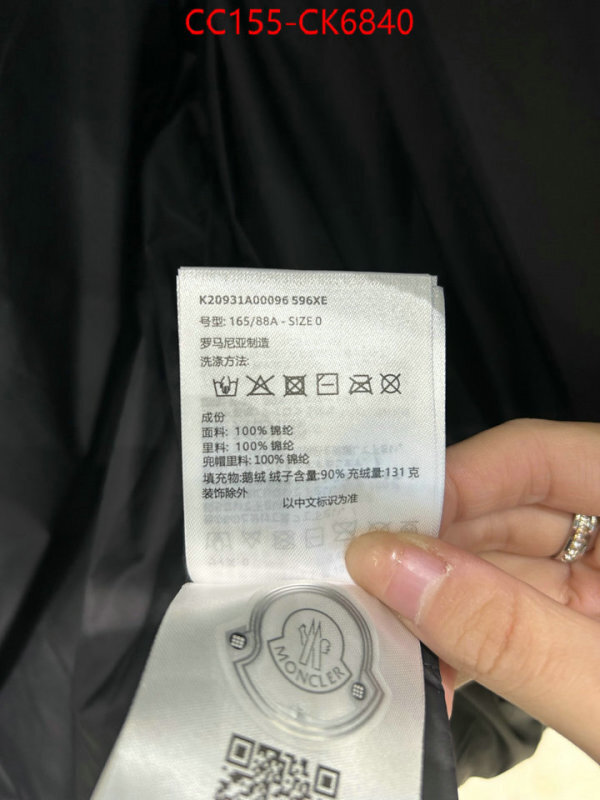 CC155-CK6840
K20931A00096 596XE
号型: 165/88A - SIZE 0
罗马尼亚制造
洗涤方法:
成份
面料: 100% 锦纶
里料: 100% 锦纶
兜帽里料: 100% 锦纶
填充物: 鹅绒 绒子含量:90% 充绒量:131 克
装饰除外
以中文标识为准
MONCLER